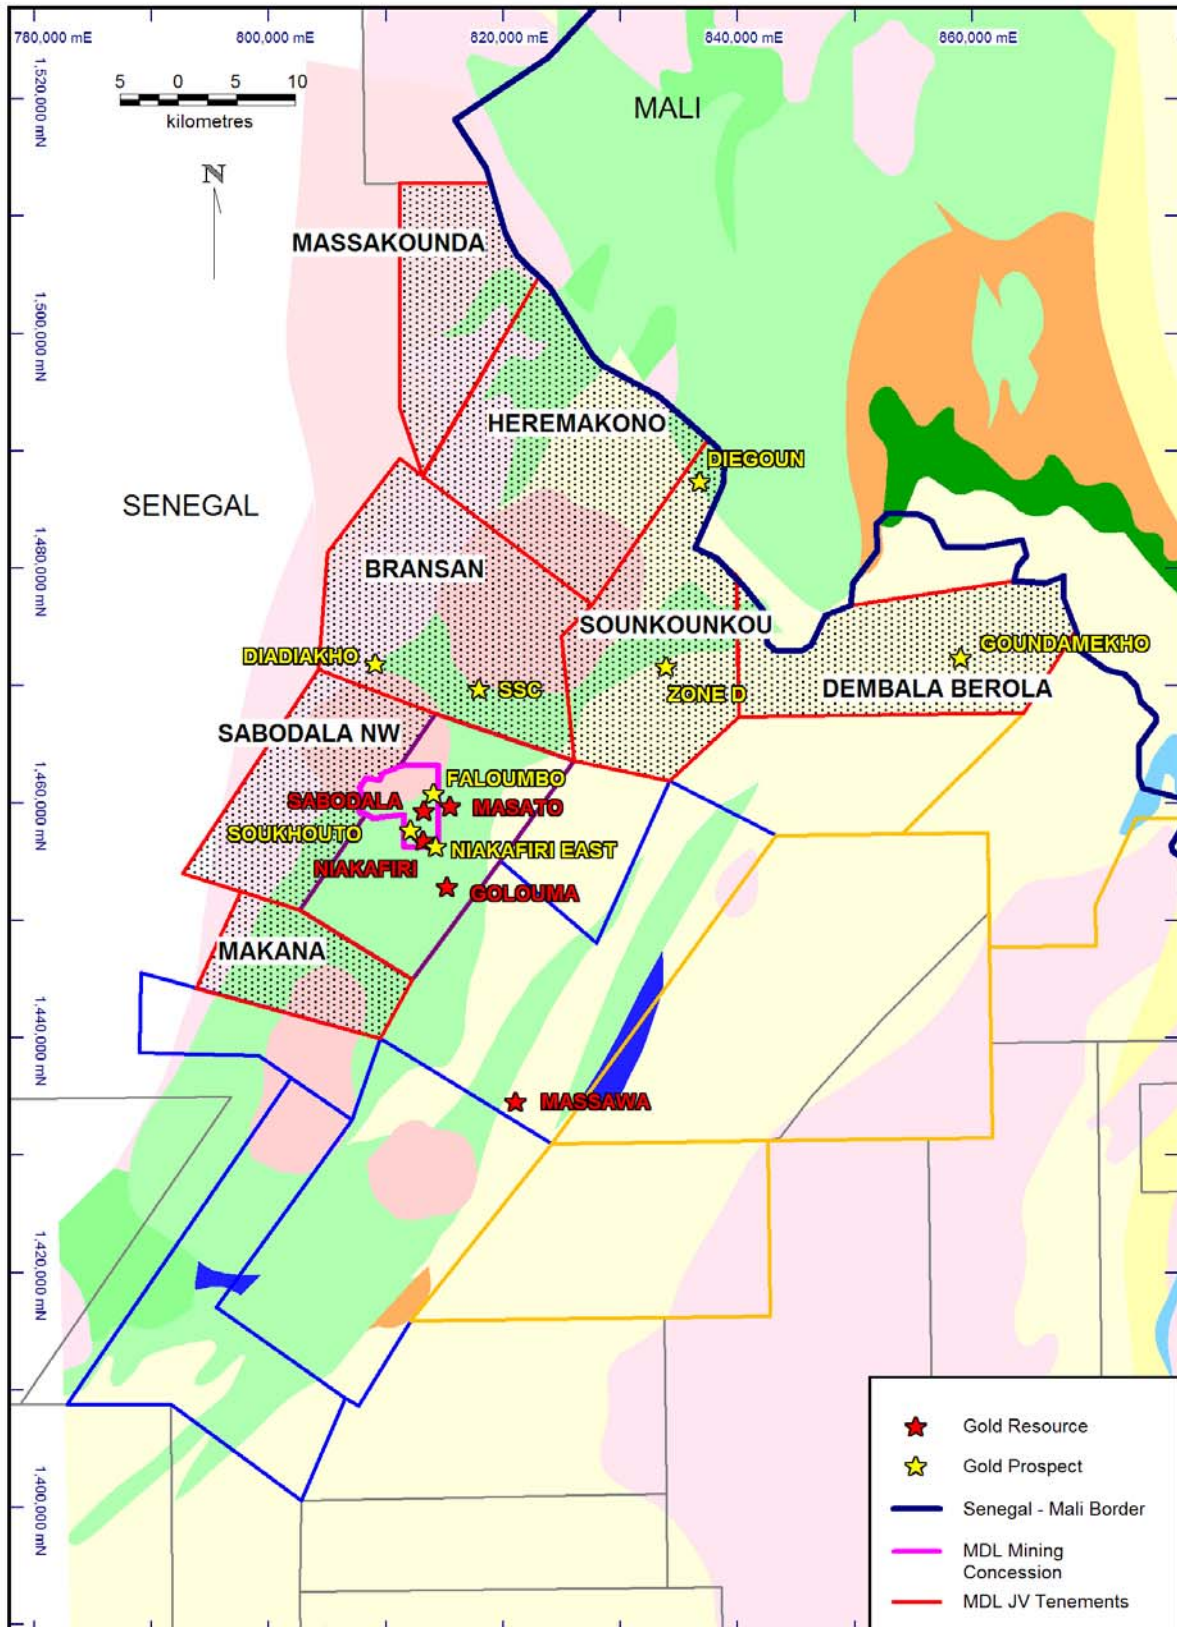 780,000 mE
800,000 mE
820,000 mE
840,000 mE
860,000 mE
5 0 5 10
kilometres
N
1,520,000 mN
1,500,000 mN
1,480,000 mN
1,460,000 mN
1,440,000 mN
1,420,000 mN
1,400,000 mN
MALI
SENEGAL
MASSAKOUNDA
HEREMAKONO
DIEGOUN
BRANSAN
SOUNKOUNKOU
DIADIAKHO
SSC
ZONE D
GOUNDAMEKHO
DEMBALA BEROLA
SABODALA NW
FALOUMBO
SABODALA
MASATO
SOUKHOUTO
NIAKAFIRI EAST
NIAKAFIRI
GOLOUMA
MAKANA
MASSAWA
Gold Resource
Gold Prospect
Senegal - Mali Border
MDL Mining
Concession
MDL JV Tenements